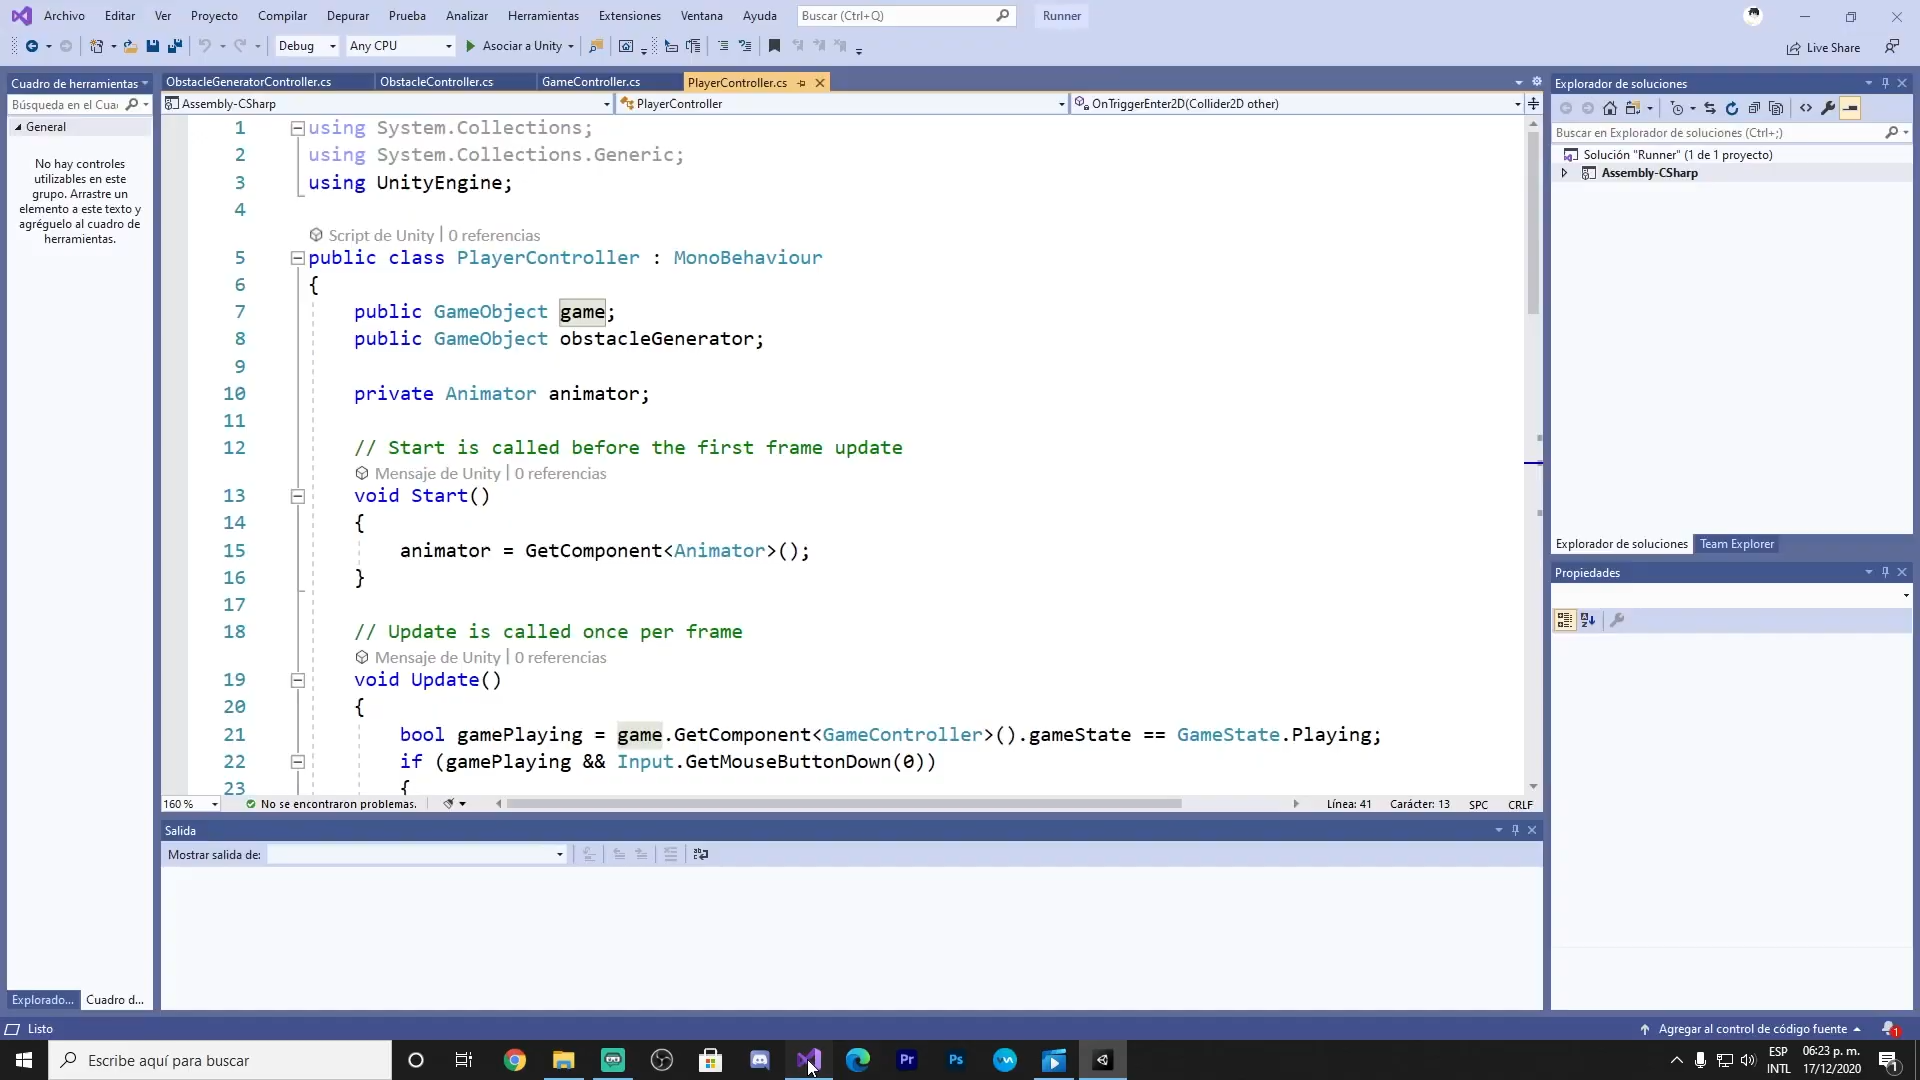 Archivo Editar Ver Proyecto Compilar Depurar Prueba Analizar Herramientas Extensiones Ventana Ayuda Buscar (Ctrl+Q) Runner
Debug Any CPU Asociar a Unity Live Share
Cuadro de herramientas
Búsqueda en el Cua
General
No hay controles
utilizables en este
grupo. Arrastre un
elemento a este texto y
agréguelo al cuadro de
herramientas.
Explorado... Cuadro d...
ObstacleGeneratorController.cs ObstacleController.cs GameController.cs PlayerController.cs
Assembly-CSharp PlayerController OnTriggerEnter2D(Collider2D other)
1 using System.Collections;
2 using System.Collections.Generic;
3 using UnityEngine;
4
Script de Unity | 0 referencias
5 public class PlayerController : MonoBehaviour
6 {
7 public GameObject game;
8 public GameObject obstacleGenerator;
9
10 private Animator animator;
11
12 // Start is called before the first frame update
Mensaje de Unity | 0 referencias
13 void Start()
14 {
15 animator = GetComponent<Animator>();
16 }
17
18 // Update is called once per frame
Mensaje de Unity | 0 referencias
19 void Update()
20 {
21 bool gamePlaying = game.GetComponent<GameController>().gameState == GameState.Playing;
22 if (gamePlaying && Input.GetMouseButtonDown(0))
23 {
160 % No se encontraron problemas. Línea: 41 Carácter: 13 SPC CRLF
Salida
Mostrar salida de:
Explorador de soluciones
Buscar en Explorador de soluciones (Ctrl+;)
Solución "Runner" (1 de 1 proyecto)
Assembly-CSharp
Explorador de soluciones Team Explorer
Propiedades
Listo Agregar al control de código fuente 1
Escribe aquí para buscar Pr Ps ESP INTL 06:23 p. m. 17/12/2020 1